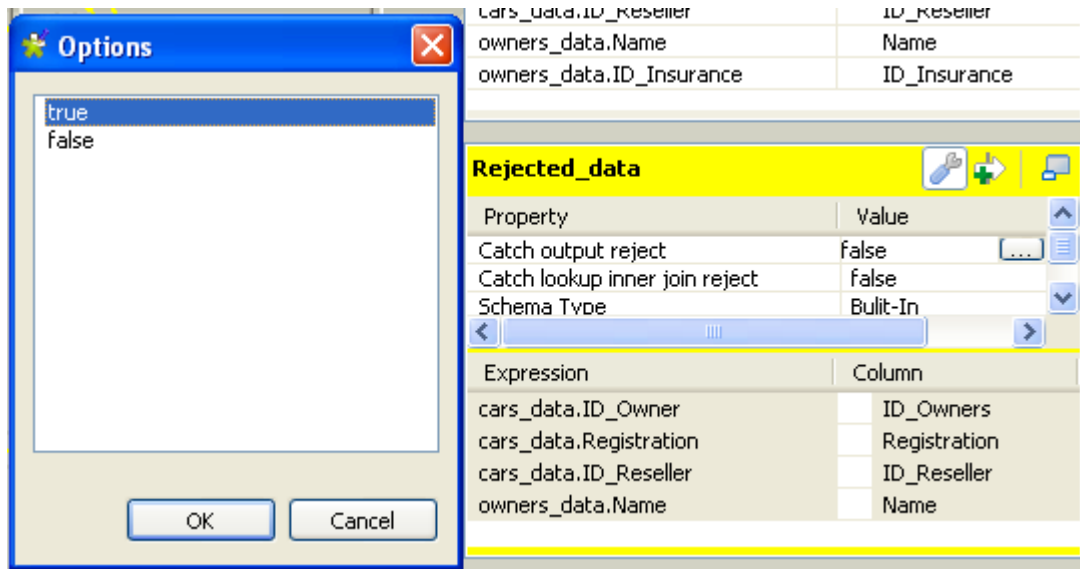 Options
true
false
OK Cancel
cars_data.ID_Reseller ID_Reseller
owners_data.Name Name
owners_data.ID_Insurance ID_Insurance
Rejected_data
Property Value
Catch output reject false ...
Catch lookup inner join reject false
Schema Type Bulit-In
Expression Column
cars_data.ID_Owner ID_Owners
cars_data.Registration Registration
cars_data.ID_Reseller ID_Reseller
owners_data.Name Name